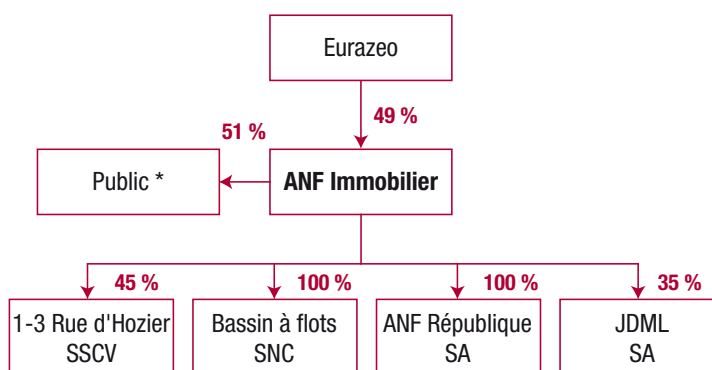 Eurazeo
49 %
51 %
Public *
ANF Immobilier
45 %
100 %
100 %
35 %
1-3 Rue d'Hozier
SSCV
Bassin à flots
SNC
ANF République
SA
JDML
SA